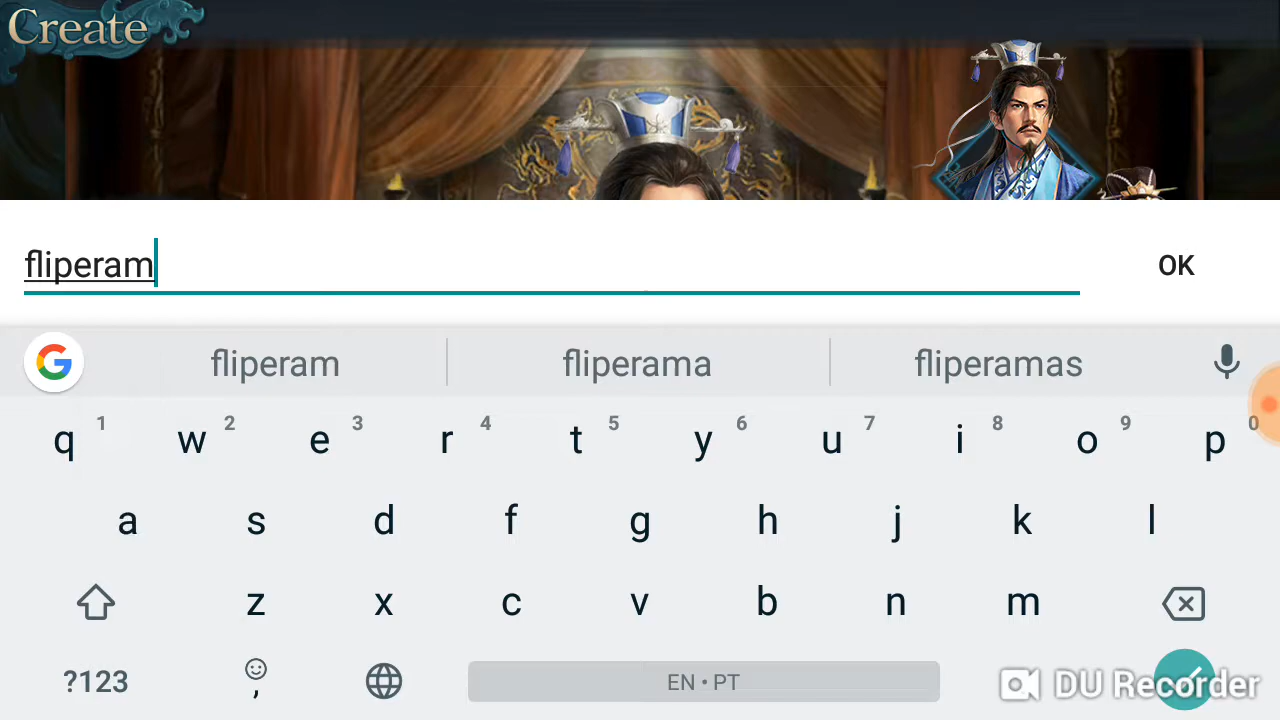 Create
fliperam
OK
fliperam fliperama fliperamas
q 1 w 2 e 3 r 4 t 5 y 6 u 7 i 8 o 9 p 0
a s d f g h j k l
z x c v b n m
?123 , EN • PT DU Recorder